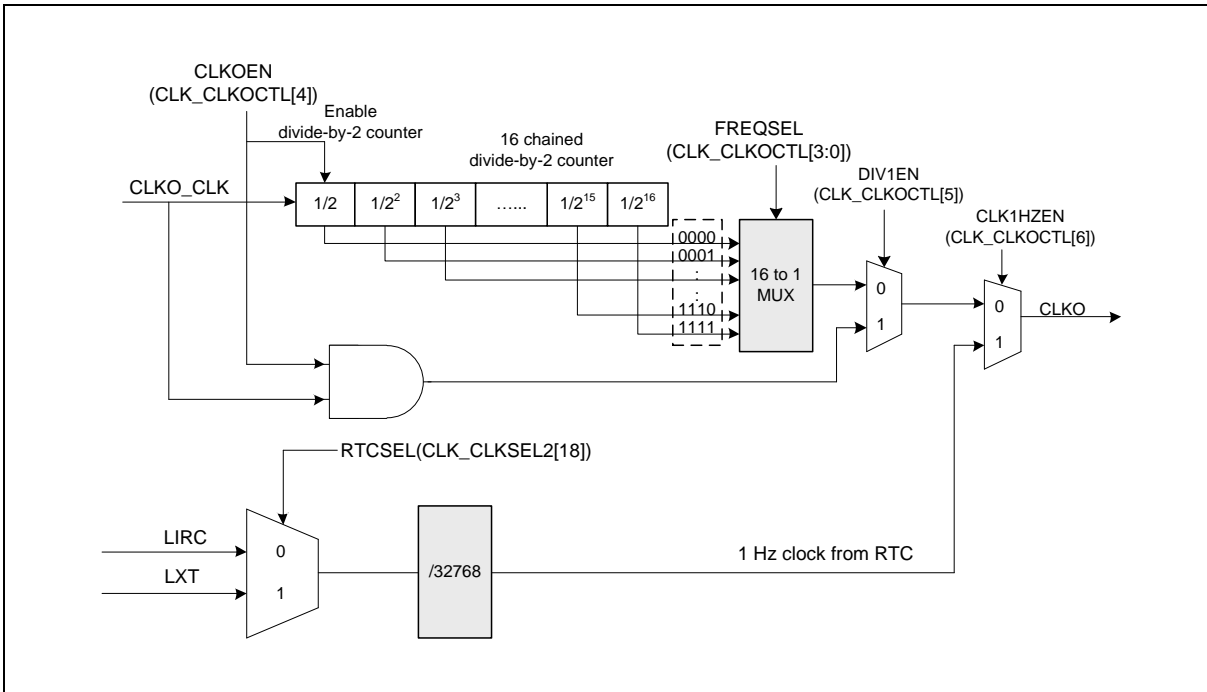 CLKOEN
(CLK_CLKOCTL[4])
Enable
divide-by-2 counter
16 chained
divide-by-2 counter
FREQSEL
(CLK_CLKOCTL[3:0])
DIV1EN
(CLK_CLKOCTL[5])
CLK1HZEN
(CLK_CLKOCTL[6])
CLKO_CLK
1/2 1/2² 1/2³ …... 1/2¹⁵ 1/2¹⁶
0000
0001
:
:
1110
1111
16 to 1
MUX
0
1
0
1
CLKO
RTCSEL(CLK_CLKSEL2[18])
LIRC
LXT
0
1
/32768
1 Hz clock from RTC